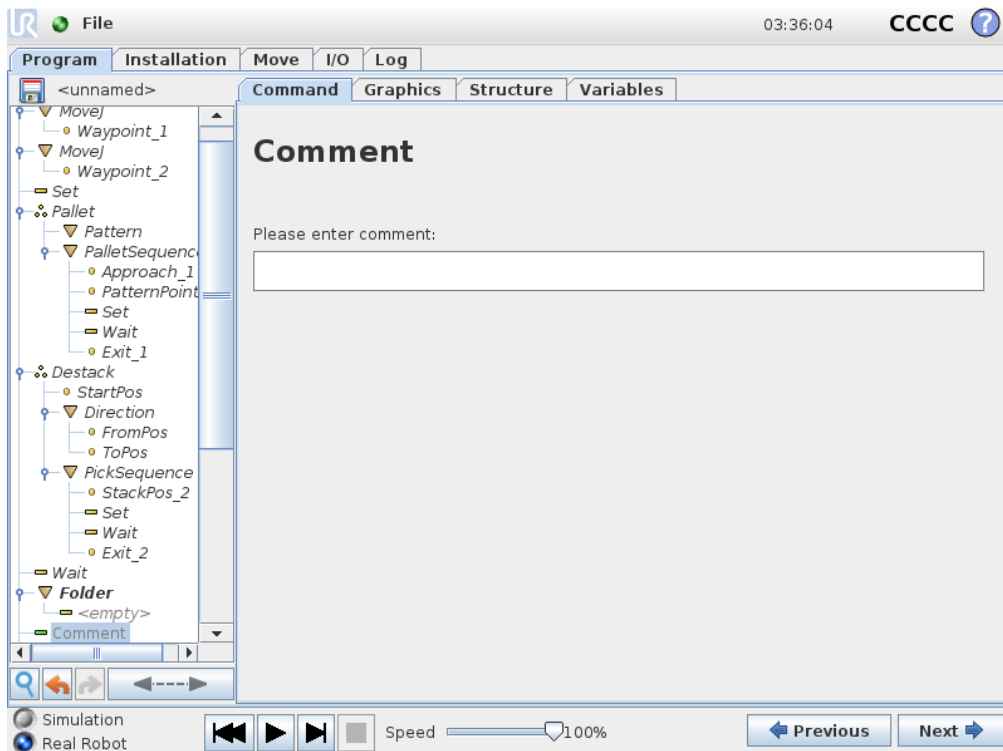 UR File 03:36:04 CCCC ?
Program Installation Move I/O Log
<unnamed>
Command Graphics Structure Variables
MoveJ
Waypoint_1
MoveJ
Waypoint_2
Set
Pallet
Pattern
PalletSequenc
Approach_1
PatternPoint
Set
Wait
Exit_1
Destack
StartPos
Direction
FromPos
ToPos
PickSequence
StackPos_2
Set
Wait
Exit_2
Wait
Folder
<empty>
Comment
Comment
Please enter comment:
Simulation
Real Robot
Speed 100%
Previous Next